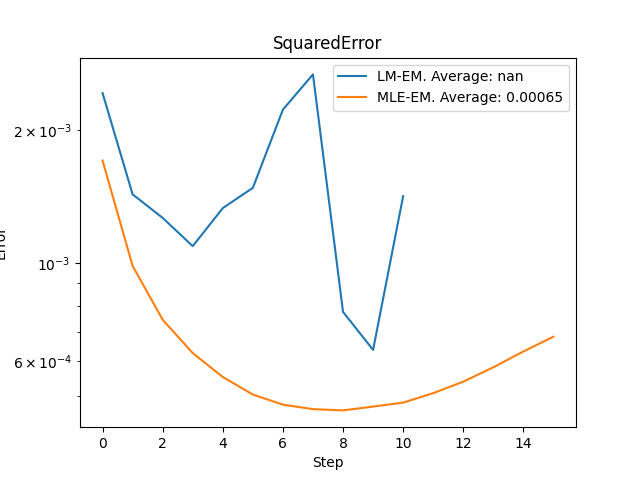 SquaredError
LM-EM. Average: nan
MLE-EM. Average: 0.00065
2 × 10⁻³
10⁻³
6 × 10⁻⁴
Error
0 2 4 6 8 10 12 14
Step